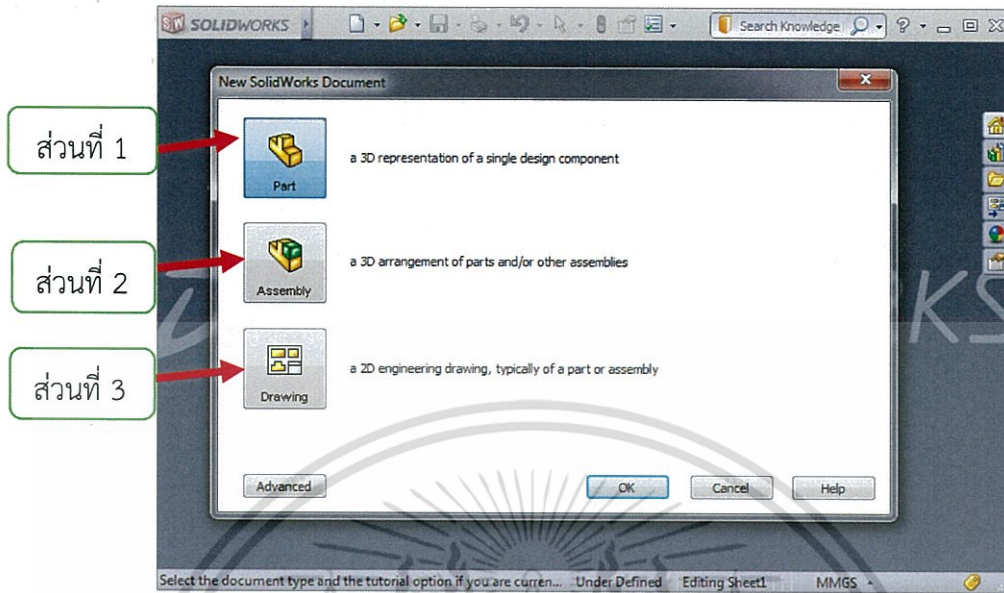 SOLIDWORKS
Search Knowledge
New SolidWorks Document
ส่วนที่ 1
Part
a 3D representation of a single design component
ส่วนที่ 2
Assembly
a 3D arrangement of parts and/or other assemblies
ส่วนที่ 3
Drawing
a 2D engineering drawing, typically of a part or assembly
Advanced
OK
Cancel
Help
Select the document type and the tutorial option if you are curren...
Under Defined
Editing Sheet1
MMGS